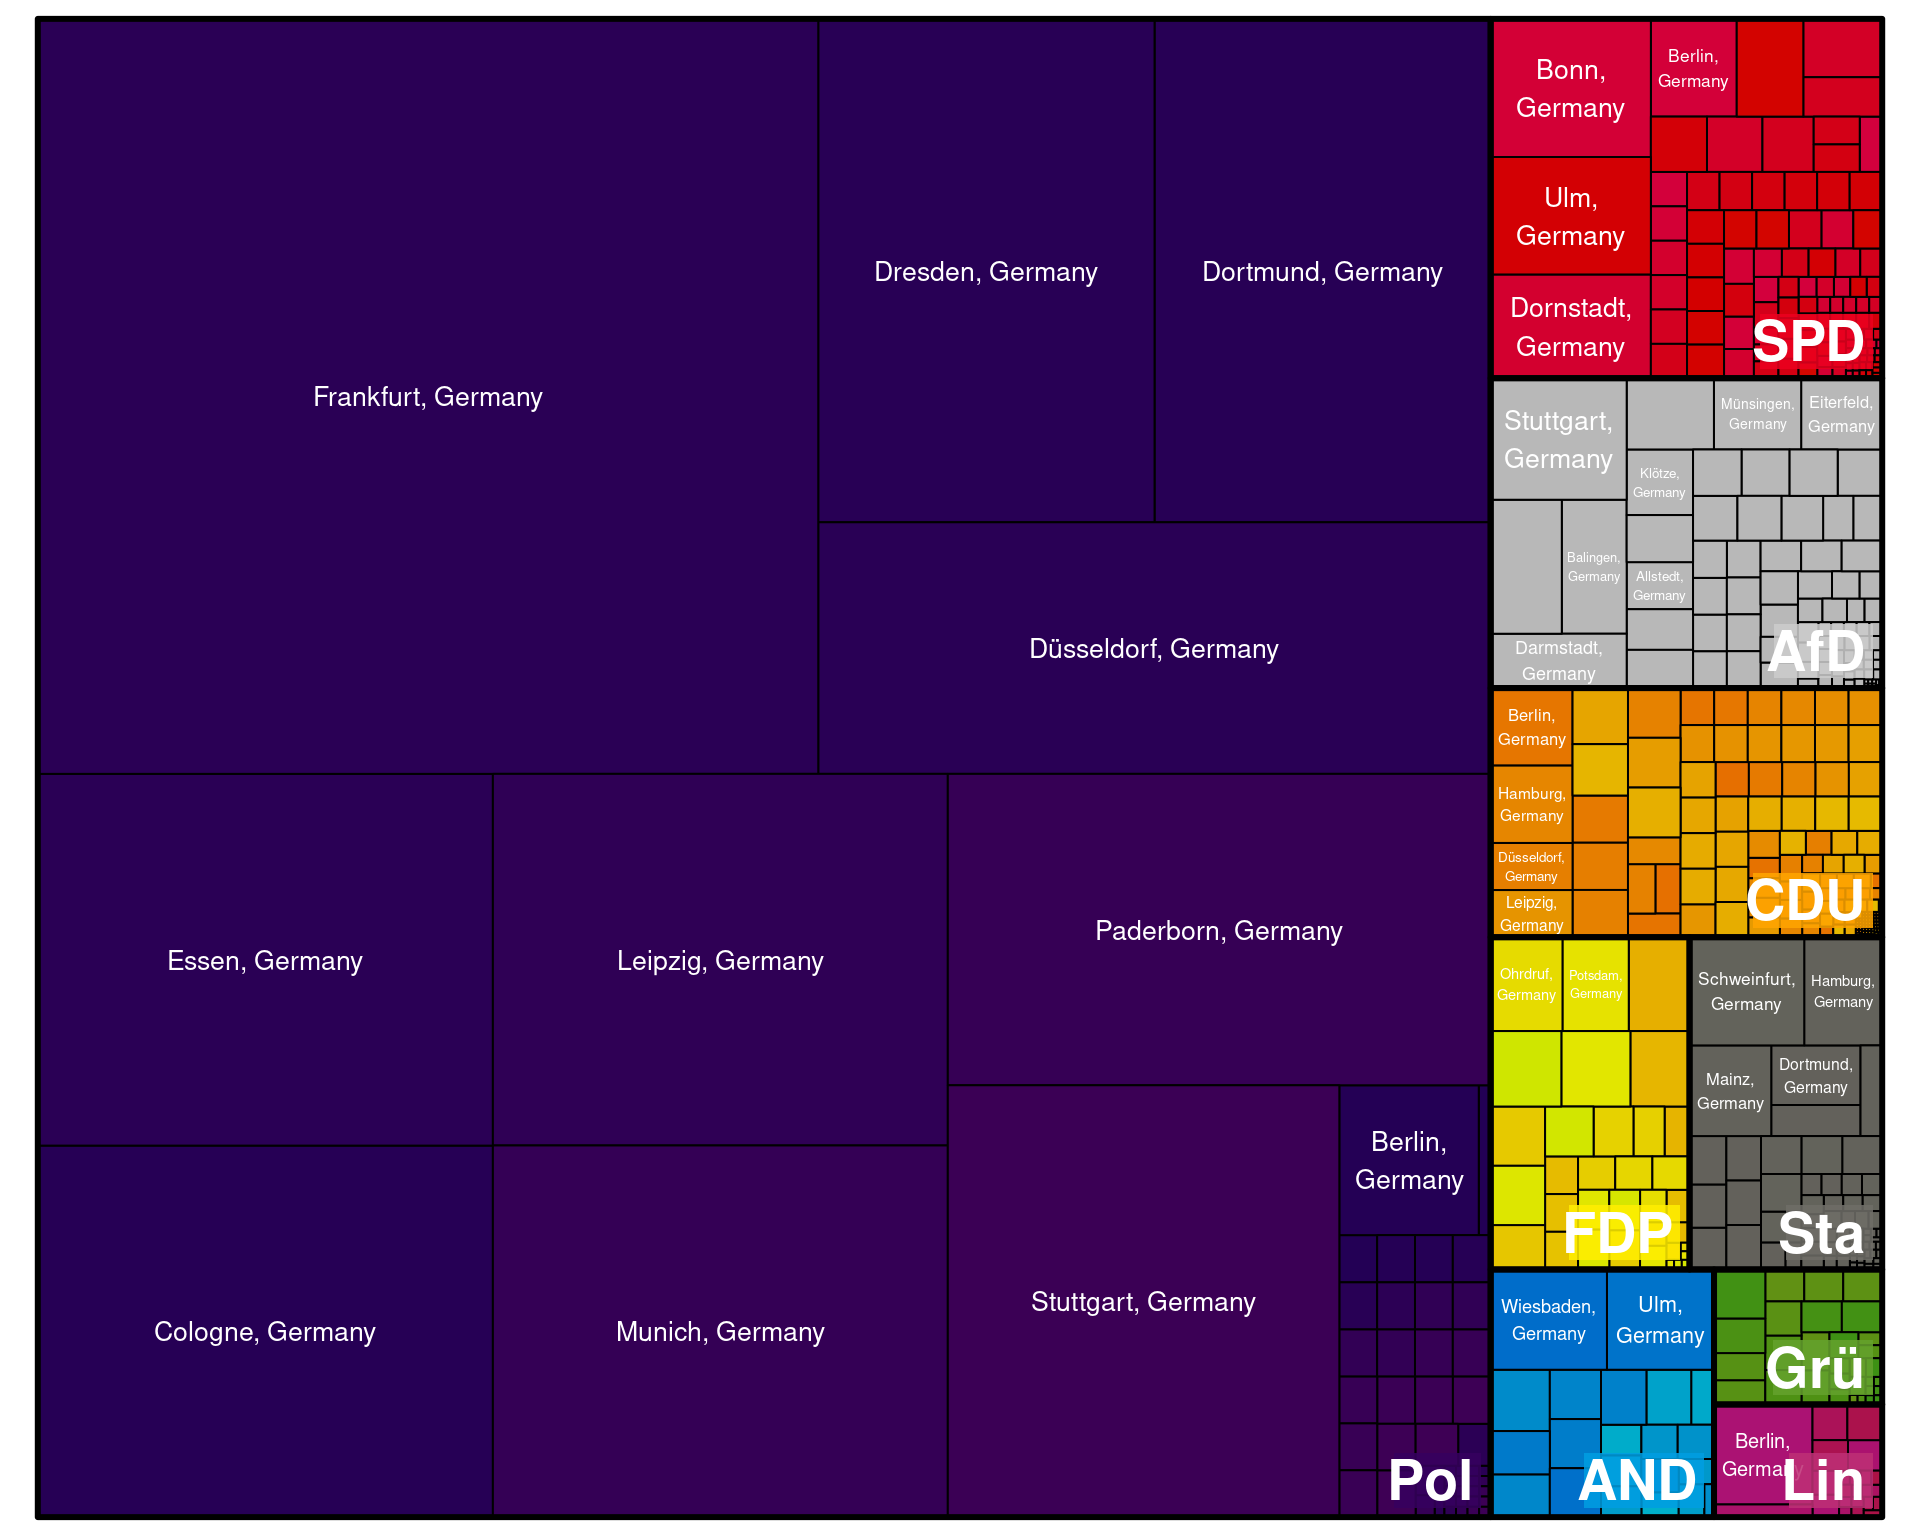 Frankfurt, Germany
Dresden, Germany
Dortmund, Germany
Düsseldorf, Germany
Essen, Germany
Leipzig, Germany
Paderborn, Germany
Cologne, Germany
Munich, Germany
Stuttgart, Germany
Berlin,
Germany
Pol
Bonn,
Germany
Berlin,
Germany
Ulm,
Germany
Dornstadt,
Germany
SPD
Stuttgart,
Germany
Münsingen,
Germany
Eiterfeld,
Germany
Klötze,
Germany
Balingen,
Germany
Allstedt,
Germany
Darmstadt,
Germany
AfD
Berlin,
Germany
Hamburg,
Germany
Düsseldorf,
Germany
Leipzig,
Germany
CDU
Ohrdruf,
Germany
Potsdam,
Germany
FDP
Schweinfurt,
Germany
Hamburg,
Germany
Mainz,
Germany
Dortmund,
Germany
Sta
Wiesbaden,
Germany
Ulm,
Germany
AND
Grü
Berlin,
Germany
Lin